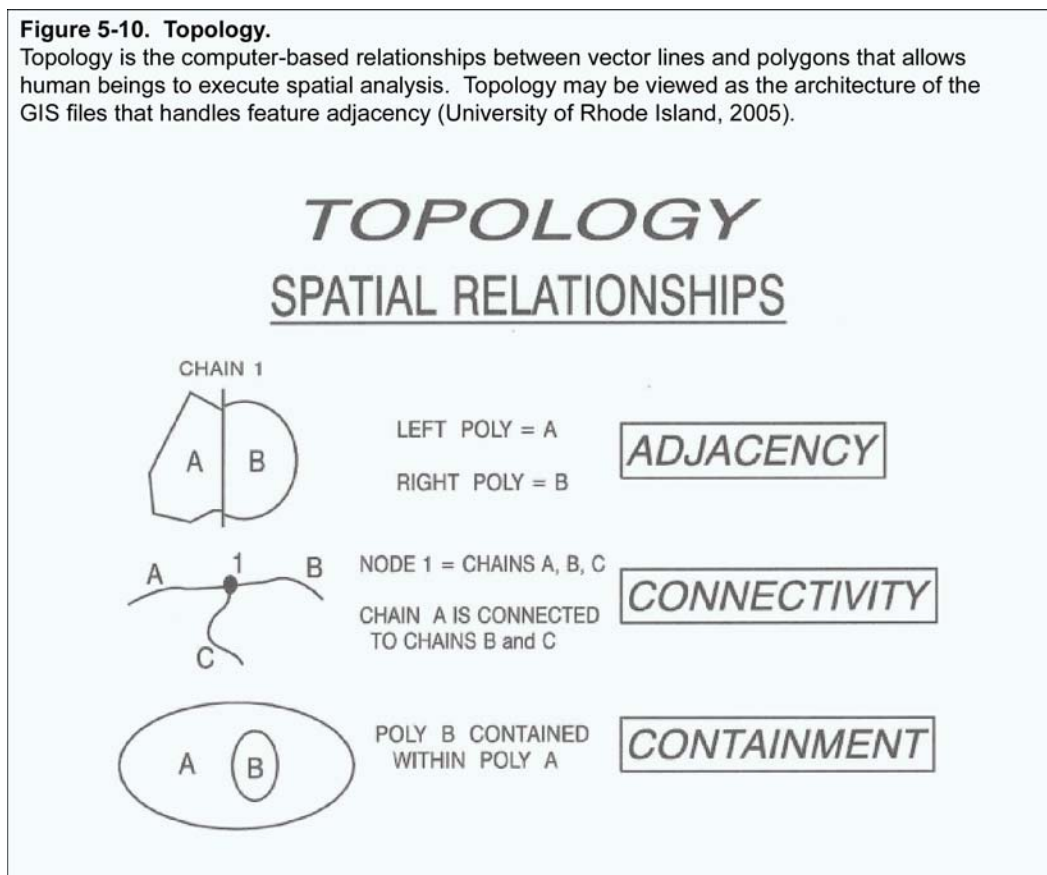 Figure 5-10. Topology.
Topology is the computer-based relationships between vector lines and polygons that allows
human beings to execute spatial analysis. Topology may be viewed as the architecture of the
GIS files that handles feature adjacency (University of Rhode Island, 2005).
TOPOLOGY
SPATIAL RELATIONSHIPS
CHAIN 1
A B
LEFT POLY = A
RIGHT POLY = B
ADJACENCY
A 1 B
C
NODE 1 = CHAINS A, B, C
CHAIN A IS CONNECTED
TO CHAINS B and C
CONNECTIVITY
A B
POLY B CONTAINED
WITHIN POLY A
CONTAINMENT